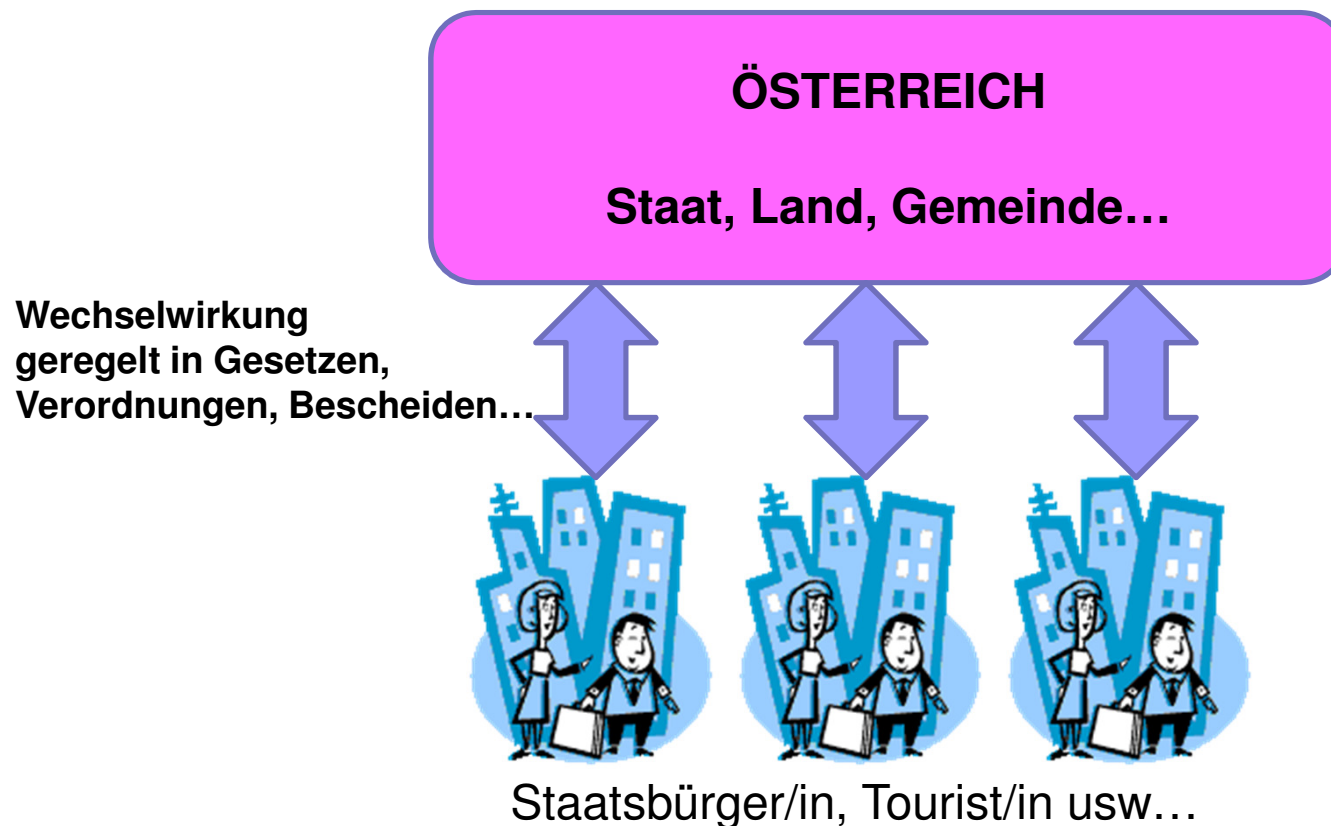 ÖSTERREICH
Staat, Land, Gemeinde…
Wechselwirkung
geregelt in Gesetzen,
Verordnungen, Bescheiden…
Staatsbürger/in, Tourist/in usw…